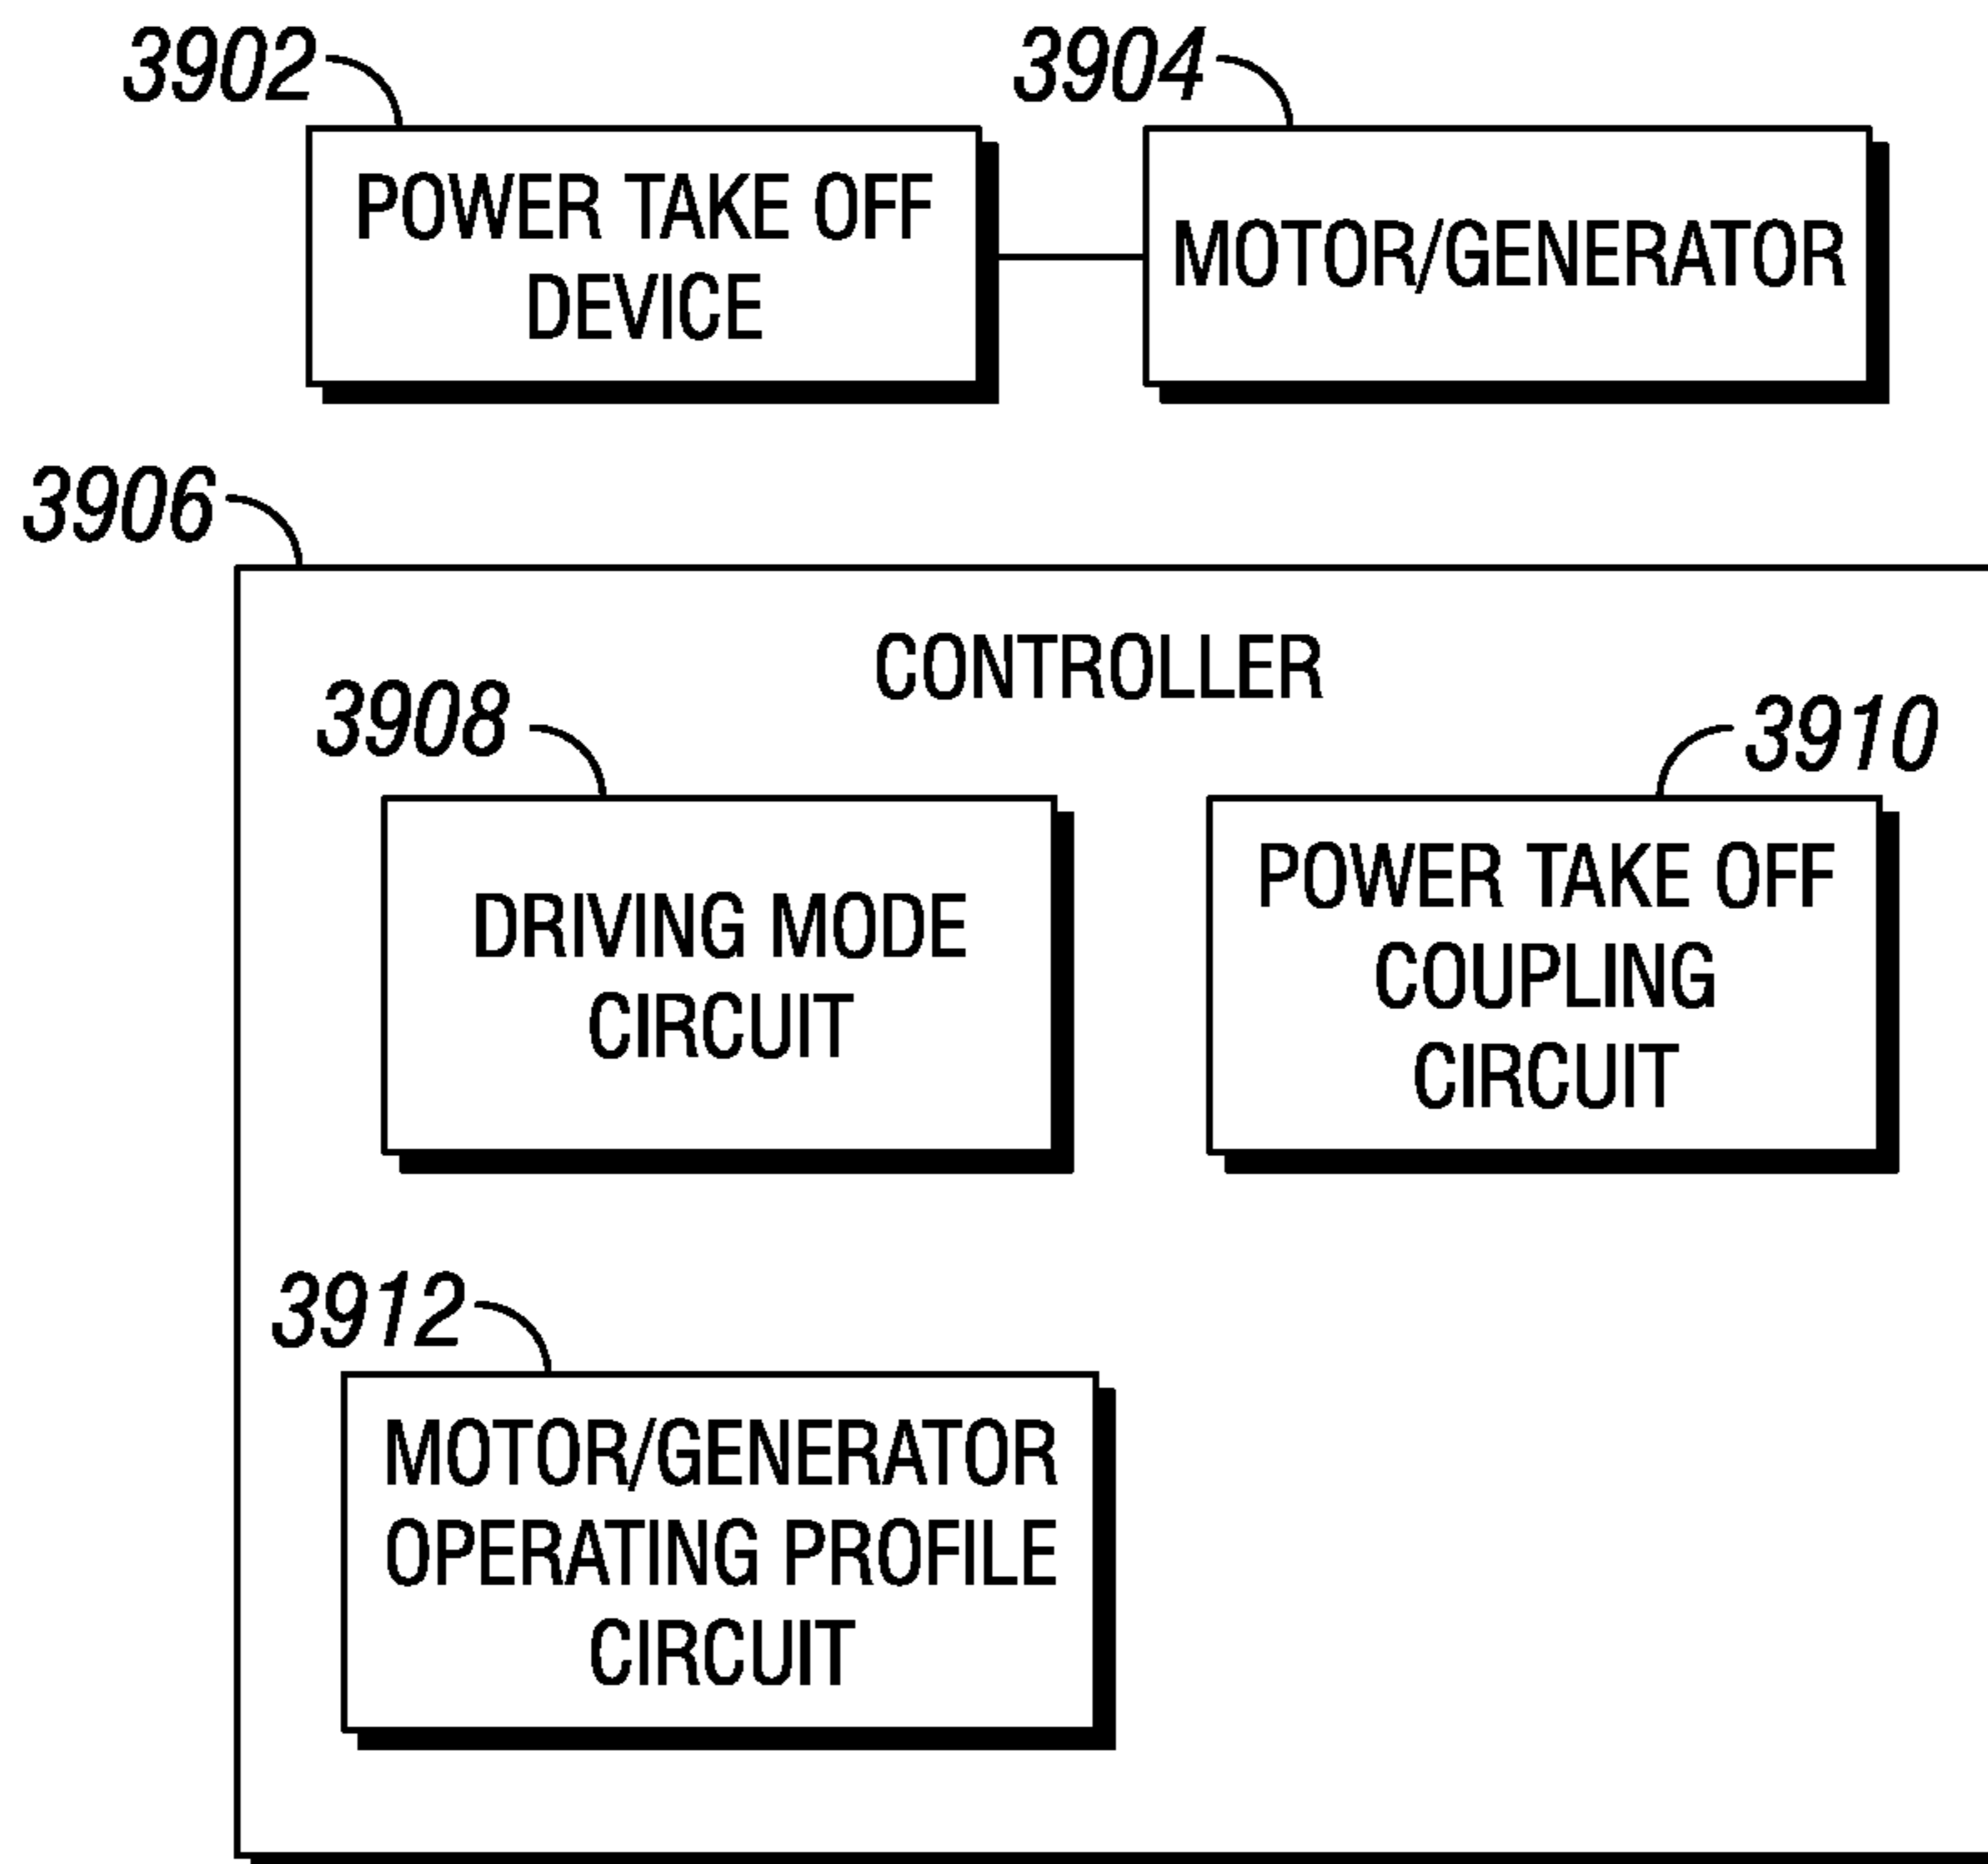 3902
3904
POWER TAKE OFF
DEVICE
MOTOR/GENERATOR
3906
CONTROLLER
3908
3910
DRIVING MODE
CIRCUIT
POWER TAKE OFF
COUPLING
CIRCUIT
3912
MOTOR/GENERATOR
OPERATING PROFILE
CIRCUIT